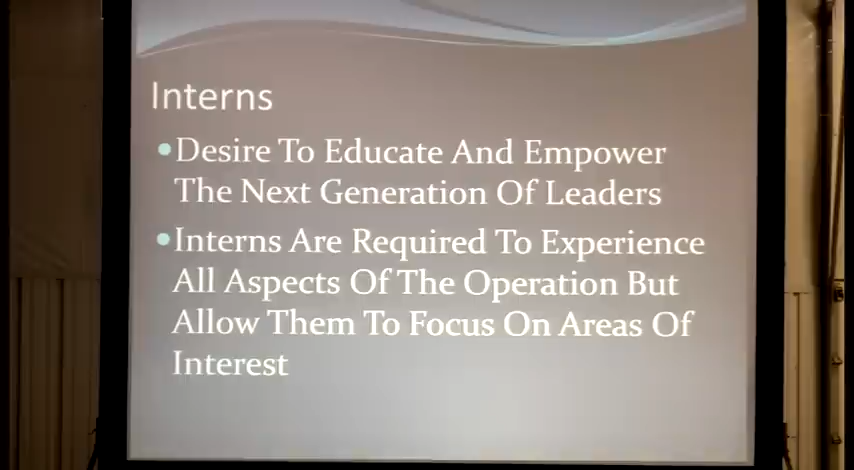 Interns
•Desire To Educate And Empower
The Next Generation Of Leaders
•Interns Are Required To Experience
All Aspects Of The Operation But
Allow Them To Focus On Areas Of
Interest